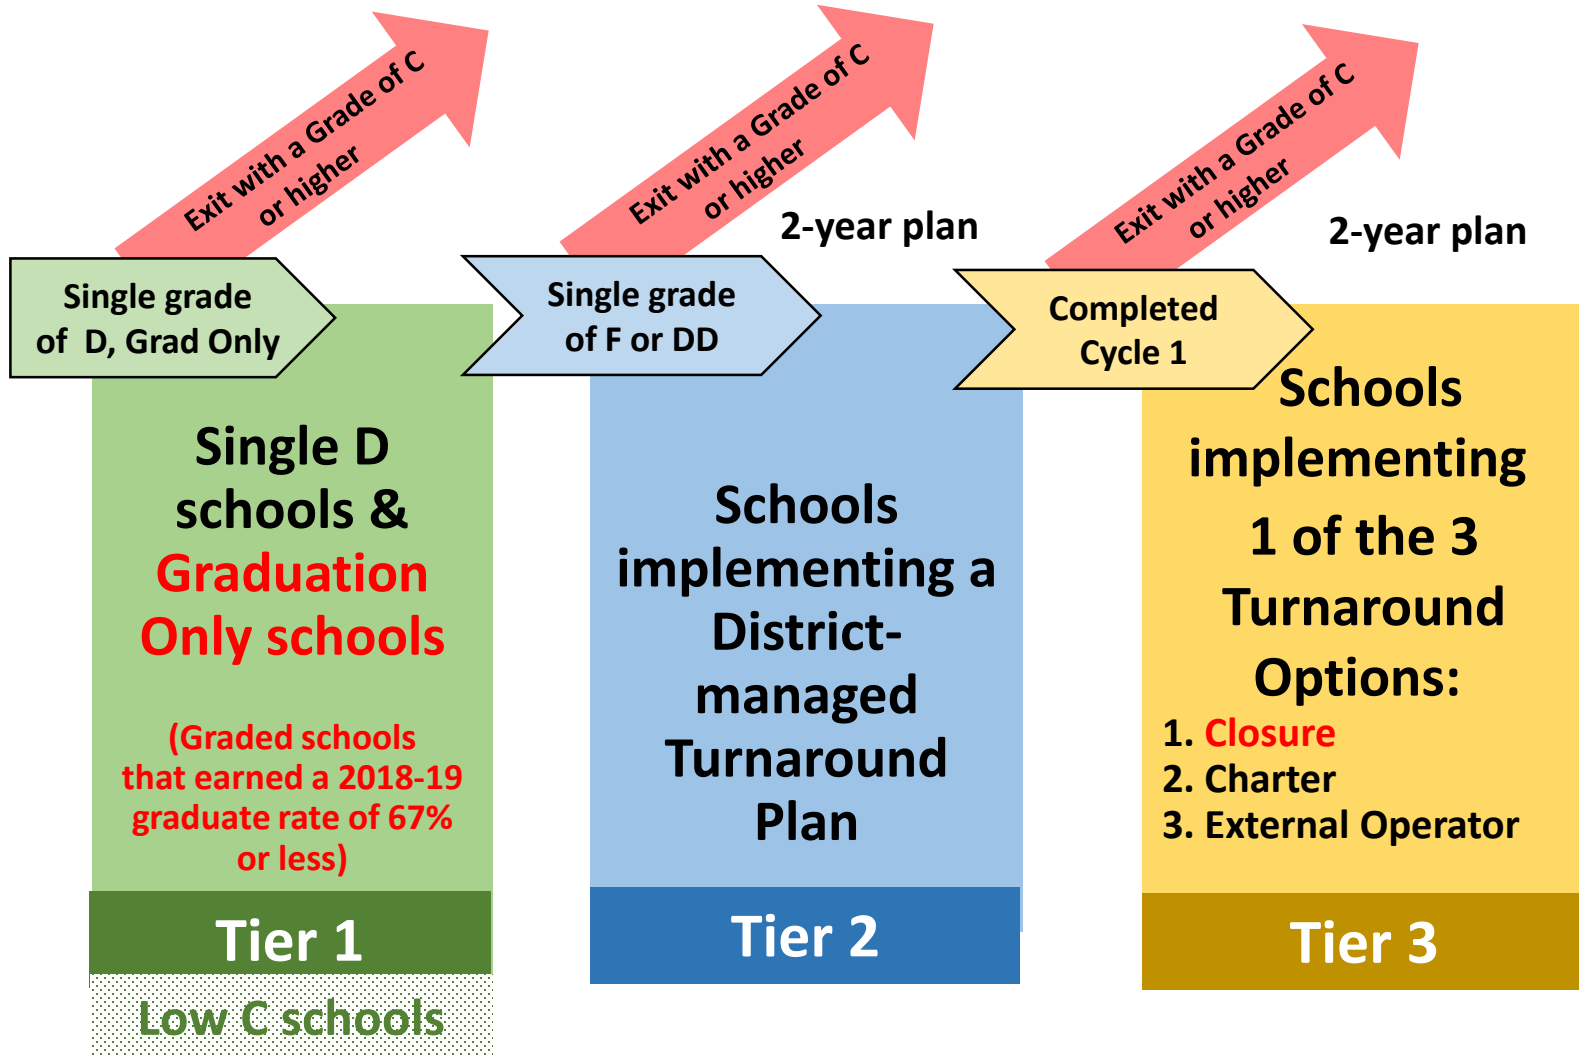 Exit with a Grade of C
or higher
Single grade
of D, Grad Only
Single D
schools &
Graduation
Only schools
(Graded schools
that earned a 2018-19
graduate rate of 67%
or less)
Tier 1
Low C schools
Exit with a Grade of C
or higher
2-year plan
Single grade
of F or DD
Schools
implementing a
District-
managed
Turnaround
Plan
Tier 2
Exit with a Grade of C
or higher
2-year plan
Completed
Cycle 1
Schools
implementing
1 of the 3
Turnaround
Options:
1. Closure
2. Charter
3. External Operator
Tier 3